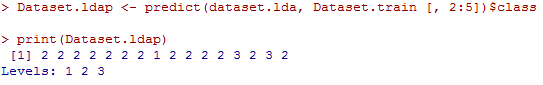 > Dataset.ldap <- predict(dataset.lda, Dataset.train [, 2:5])$class
> print(Dataset.ldap)
[1] 2 2 2 2 2 2 2 1 2 2 2 2 3 2 3 2
Levels: 1 2 3